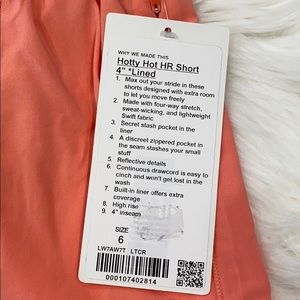 WHY WE MADE THIS
Hotty Hot HR Short
4" *Lined
1. Max out your stride in these
shorts designed with extra room
to let you move freely
2. Made with four-way stretch,
sweat-wicking, and lightweight
Swift fabric
3. Secret stash pocket in the
liner
4. A discreet zippered pocket in
the seam stashes your small
stuff
5. Reflective details
6. Continuous drawcord is easy to
cinch and won't get lost in the
wash
7. Built-in liner offers extra
coverage
8. High rise
9. 4" inseam
SIZE
6
LW7AW7T LTCR
000107402814